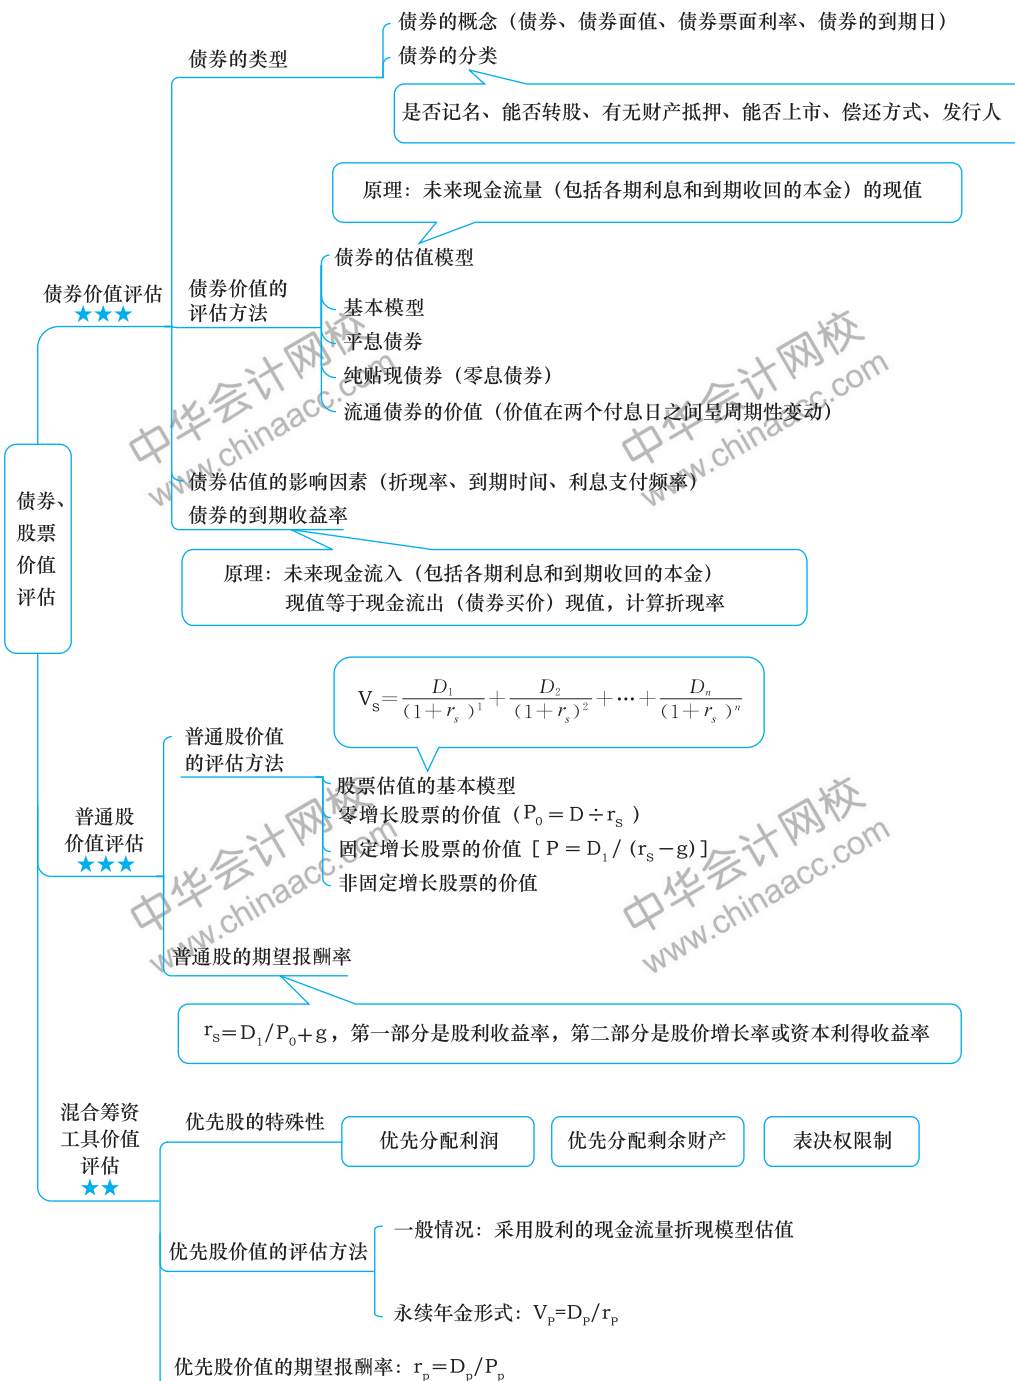 债券的概念（债券、债券面值、债券票面利率、债券的到期日）
债券的类型
债券的分类
是否记名、能否转股、有无财产抵押、能否上市、偿还方式、发行人
原理：未来现金流量（包括各期利息和到期收回的本金）的现值
债券的估值模型
债券价值评估
★★★
债券价值的
评估方法
基本模型
平息债券
纯贴现债券（零息债券）
流通债券的价值（价值在两个付息日之间呈周期性变动）
中华会计网校
www.chinaacc.com
中华会计网校
www.chinaacc.com
债券估值的影响因素（折现率、到期时间、利息支付频率）
债券的到期收益率
债券、
股票
价值
评估
原理：未来现金流入（包括各期利息和到期收回的本金）
现值等于现金流出（债券买价）现值，计算折现率
V_s=D_1/(1+r_s)^1+D_2/(1+r_s)^2+…+D_n/(1+r_s)^n
普通股价值
的评估方法
股票估值的基本模型
零增长股票的价值（P_0=D÷r_S）
固定增长股票的价值［P=D_1/(r_S-g)］
非固定增长股票的价值
普通股
价值评估
★★★
中华会计网校
www.chinaacc.com
中华会计网校
www.chinaacc.com
普通股的期望报酬率
r_S=D_1/P_0+g，第一部分是股利收益率，第二部分是股价增长率或资本利得收益率
混合筹资
工具价值
评估
★★
优先股的特殊性
优先分配利润
优先分配剩余财产
表决权限制
优先股价值的评估方法
一般情况：采用股利的现金流量折现模型估值
永续年金形式：V_P=D_P/r_P
优先股价值的期望报酬率：r_p=D_p/P_p